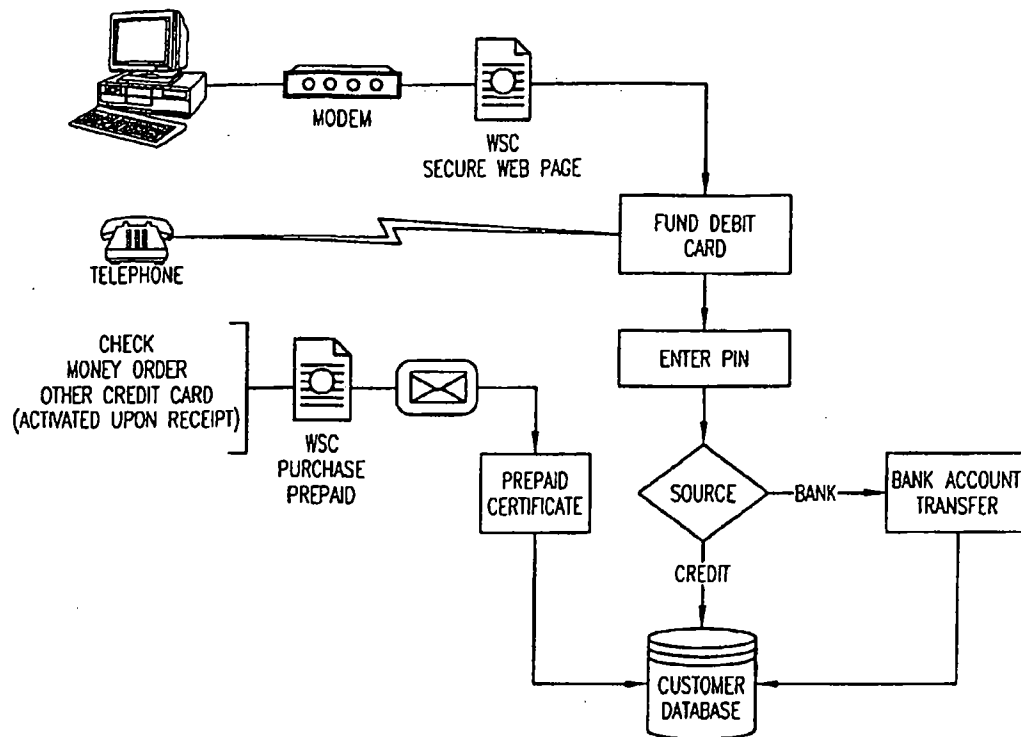 MODEM
WSC
SECURE WEB PAGE
FUND DEBIT
CARD
TELEPHONE
ENTER PIN
CHECK
MONEY ORDER
OTHER CREDIT CARD
(ACTIVATED UPON RECEIPT)
WSC
PURCHASE
PREPAID
PREPAID
CERTIFICATE
SOURCE
BANK
BANK ACCOUNT
TRANSFER
CREDIT
CUSTOMER
DATABASE